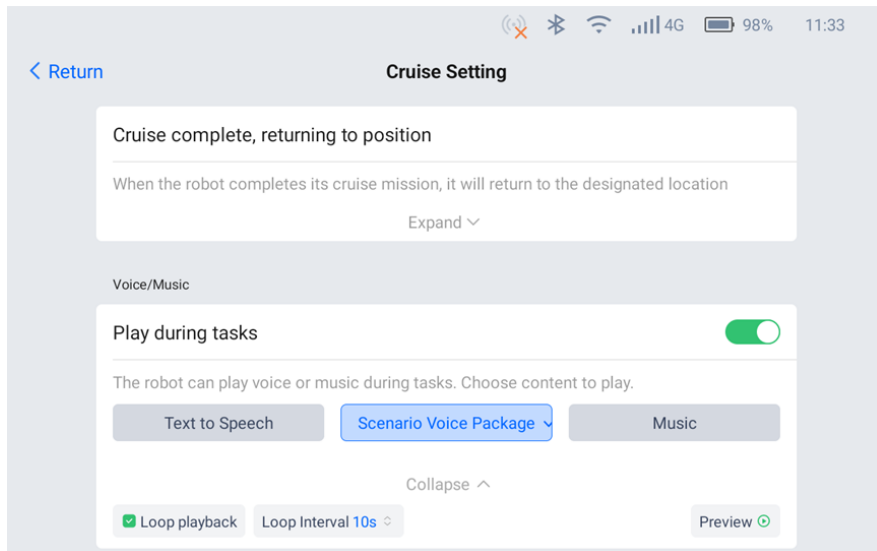 4G 98% 11:33
Return
Cruise Setting
Cruise complete, returning to position
When the robot completes its cruise mission, it will return to the designated location
Expand
Voice/Music
Play during tasks
The robot can play voice or music during tasks. Choose content to play.
Text to Speech
Scenario Voice Package
Music
Collapse
Loop playback
Loop Interval 10s
Preview